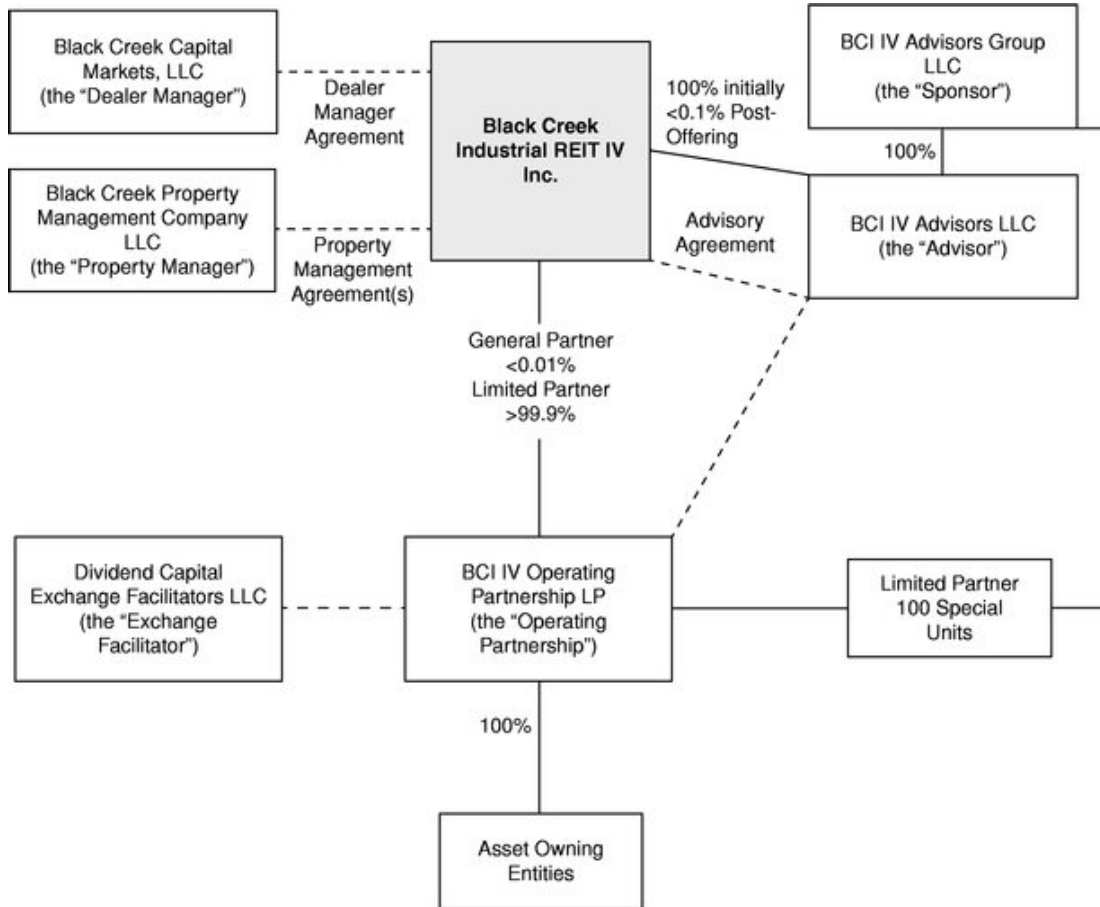 Black Creek Capital
Markets, LLC
(the “Dealer Manager”)
Dealer
Manager
Agreement
Black Creek
Industrial REIT IV
Inc.
100% initially
<0.1% Post-
Offering
BCI IV Advisors Group
LLC
(the “Sponsor”)
100%
Black Creek Property
Management Company
LLC
(the “Property Manager”)
Property
Management
Agreement(s)
Advisory
Agreement
BCI IV Advisors LLC
(the “Advisor”)
General Partner
<0.01%
Limited Partner
>99.9%
Dividend Capital
Exchange Facilitators LLC
(the “Exchange
Facilitator”)
BCI IV Operating
Partnership LP
(the “Operating
Partnership”)
Limited Partner
100 Special
Units
100%
Asset Owning
Entities